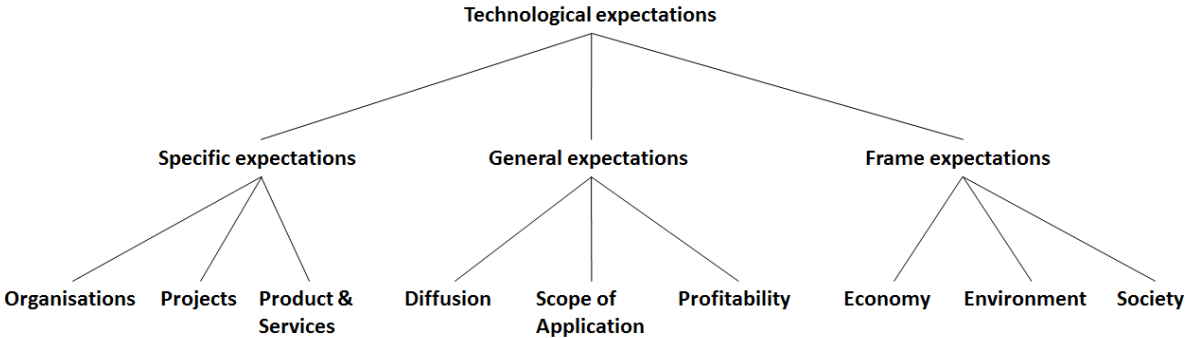 Technological expectations
Specific expectations
General expectations
Frame expectations
Organisations
Projects
Product &
Services
Diffusion
Scope of
Application
Profitability
Economy
Environment
Society